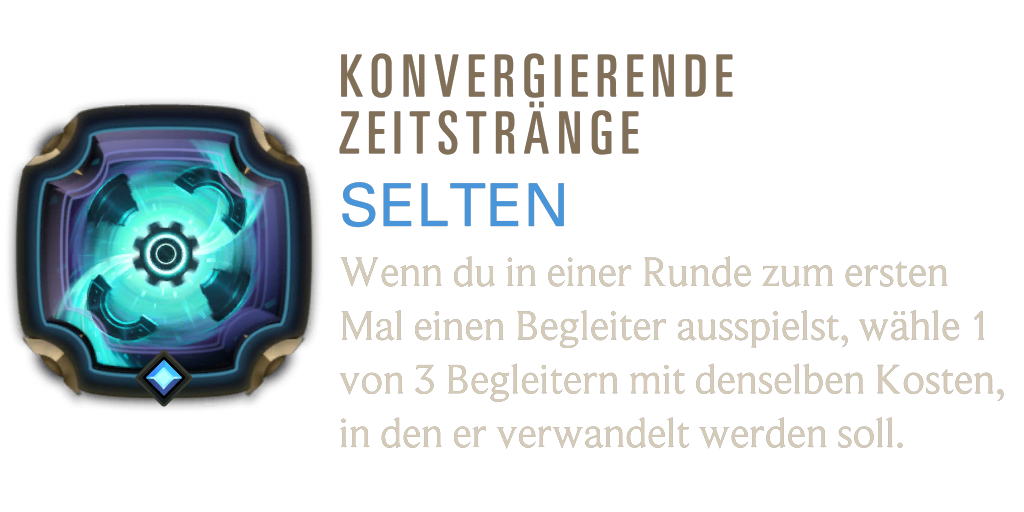 KONVERGIERENDE
ZEITSTRÄNGE
SELTEN
Wenn du in einer Runde zum ersten
Mal einen Begleiter ausspielst, wähle 1
von 3 Begleitern mit denselben Kosten,
in den er verwandelt werden soll.